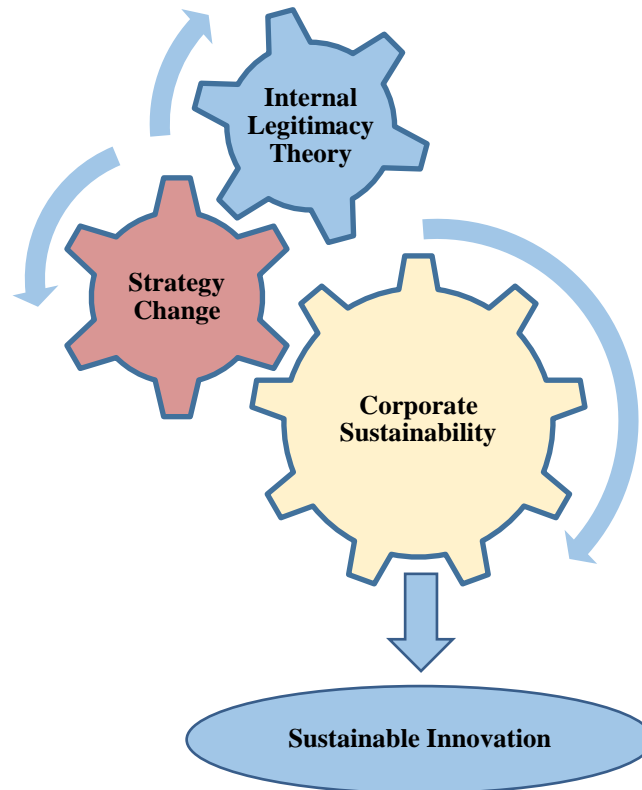 Internal
Legitimacy
Theory
Strategy
Change
Corporate
Sustainability
Sustainable Innovation